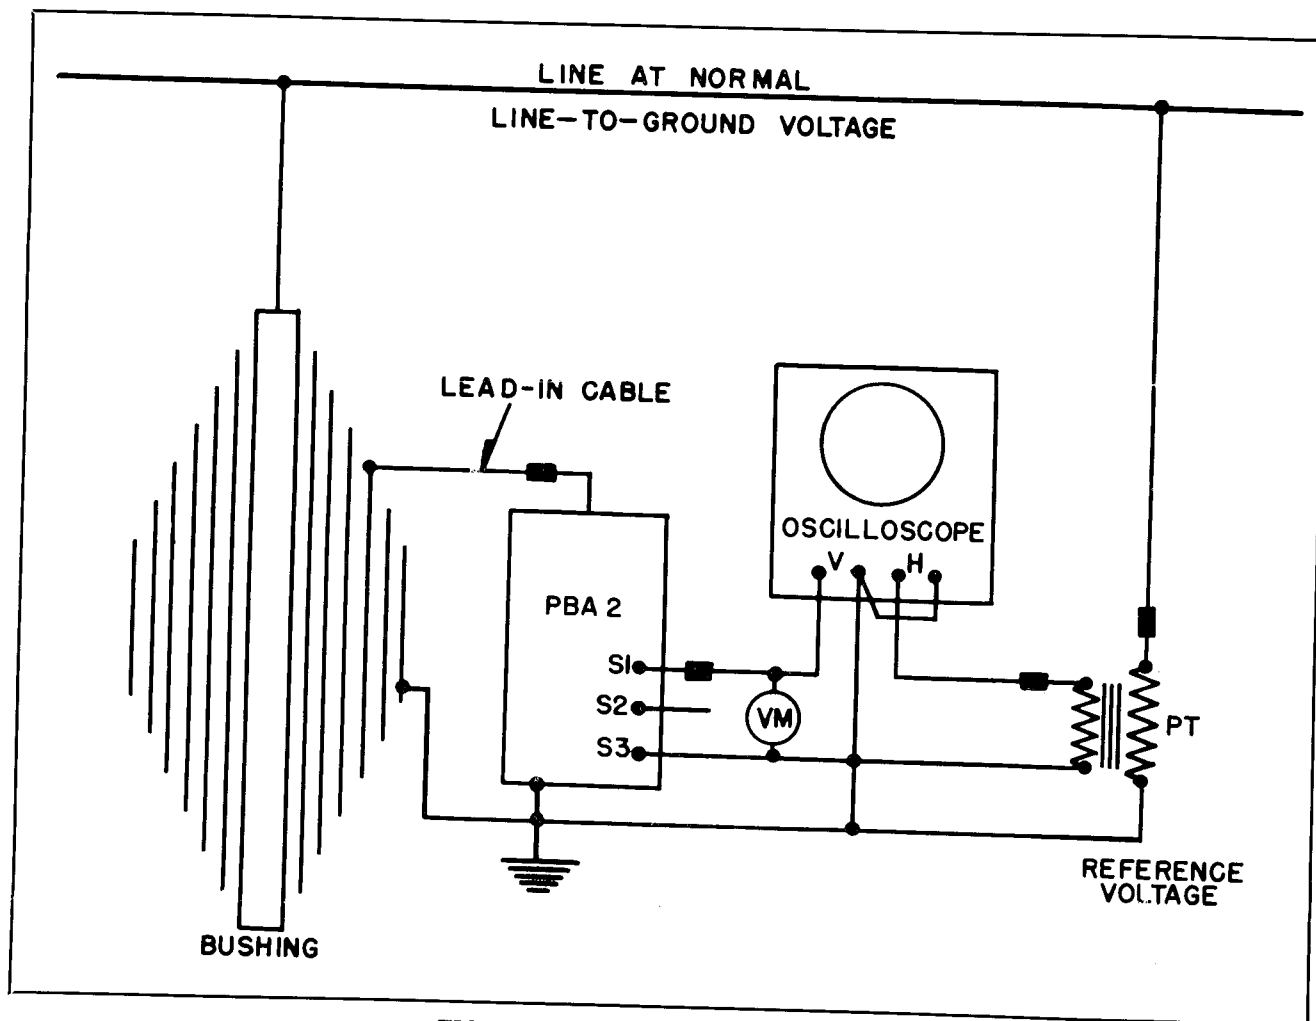 LINE AT NORMAL
LINE-TO-GROUND VOLTAGE
LEAD-IN CABLE
OSCILLOSCOPE
V H
PBA 2
S1
S2
S3
VM
PT
REFERENCE
VOLTAGE
BUSHING